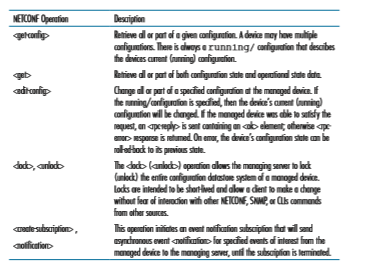 NETCONF Operation Description
<get-config> Retrieve all or part of a given configuration. A device may have multiple
configurations. There is always a running/ configuration that describes
the devices current (running) configuration.
<get> Retrieve all or part of both configuration state and operational state data.
<edit-config> Change all or part of a specified configuration at the managed device. If
the running/configuration is specified, then the device's current (running)
configuration will be changed. If the managed device was able to satisfy the
request, an <rpc-reply> is sent containing an <ok> element; otherwise <rpc-
error> response is returned. On error, the device's configuration state can be
rolled-back to its previous state.
<lock>, <unlock> The <lock> (<unlock>) operation allows the managing server to lock
(unlock) the entire configuration datastore system of a managed device.
Locks are intended to be short-lived and allow a client to make a change
without fear of interaction with other NETCONF, SNMP, or CLIs commands
from other sources.
<create-subscription> , This operation initiates an event notification subscription that will send
<notification> asynchronous event <notification> for specified events of interest from the
managed device to the managing server, until the subscription is terminated.